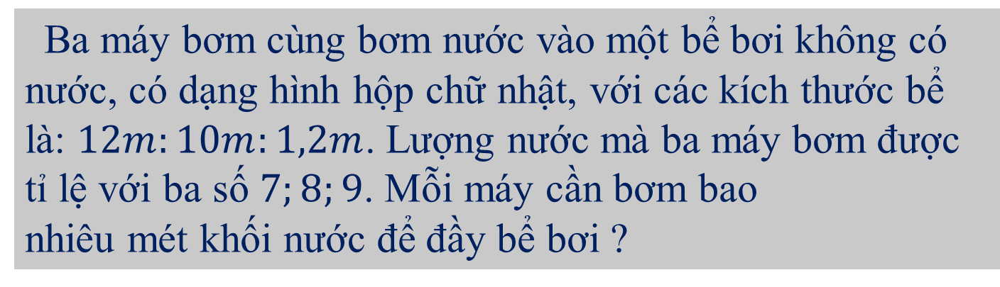 Ba máy bơm cùng bơm nước vào một bể bơi không có
nước, có dạng hình hộp chữ nhật, với các kích thước bể
là: 12m: 10m: 1,2m. Lượng nước mà ba máy bơm được
tỉ lệ với ba số 7; 8; 9. Mỗi máy cần bơm bao
nhiêu mét khối nước để đầy bể bơi ?